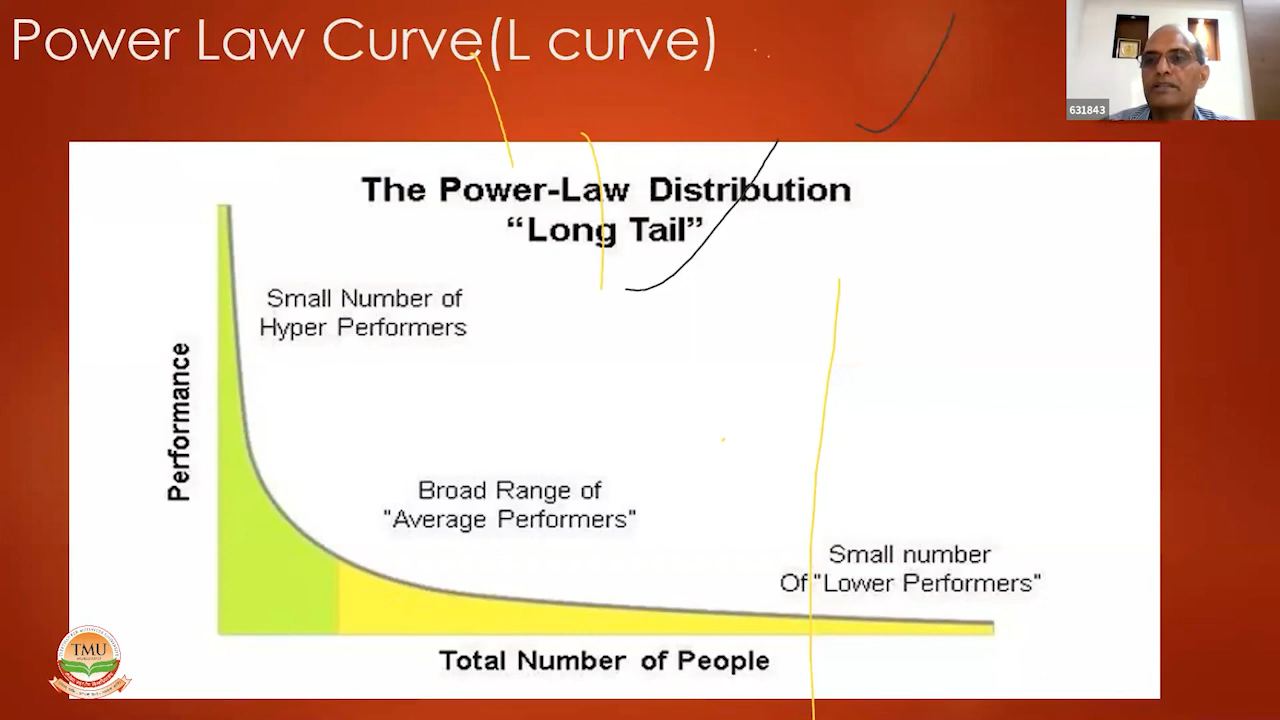 Power Law Curve(L curve)
631843
The Power-Law Distribution
“Long Tail”
Small Number of
Hyper Performers
Performance
Broad Range of
"Average Performers"
Small number
Of "Lower Performers"
Total Number of People
TMU